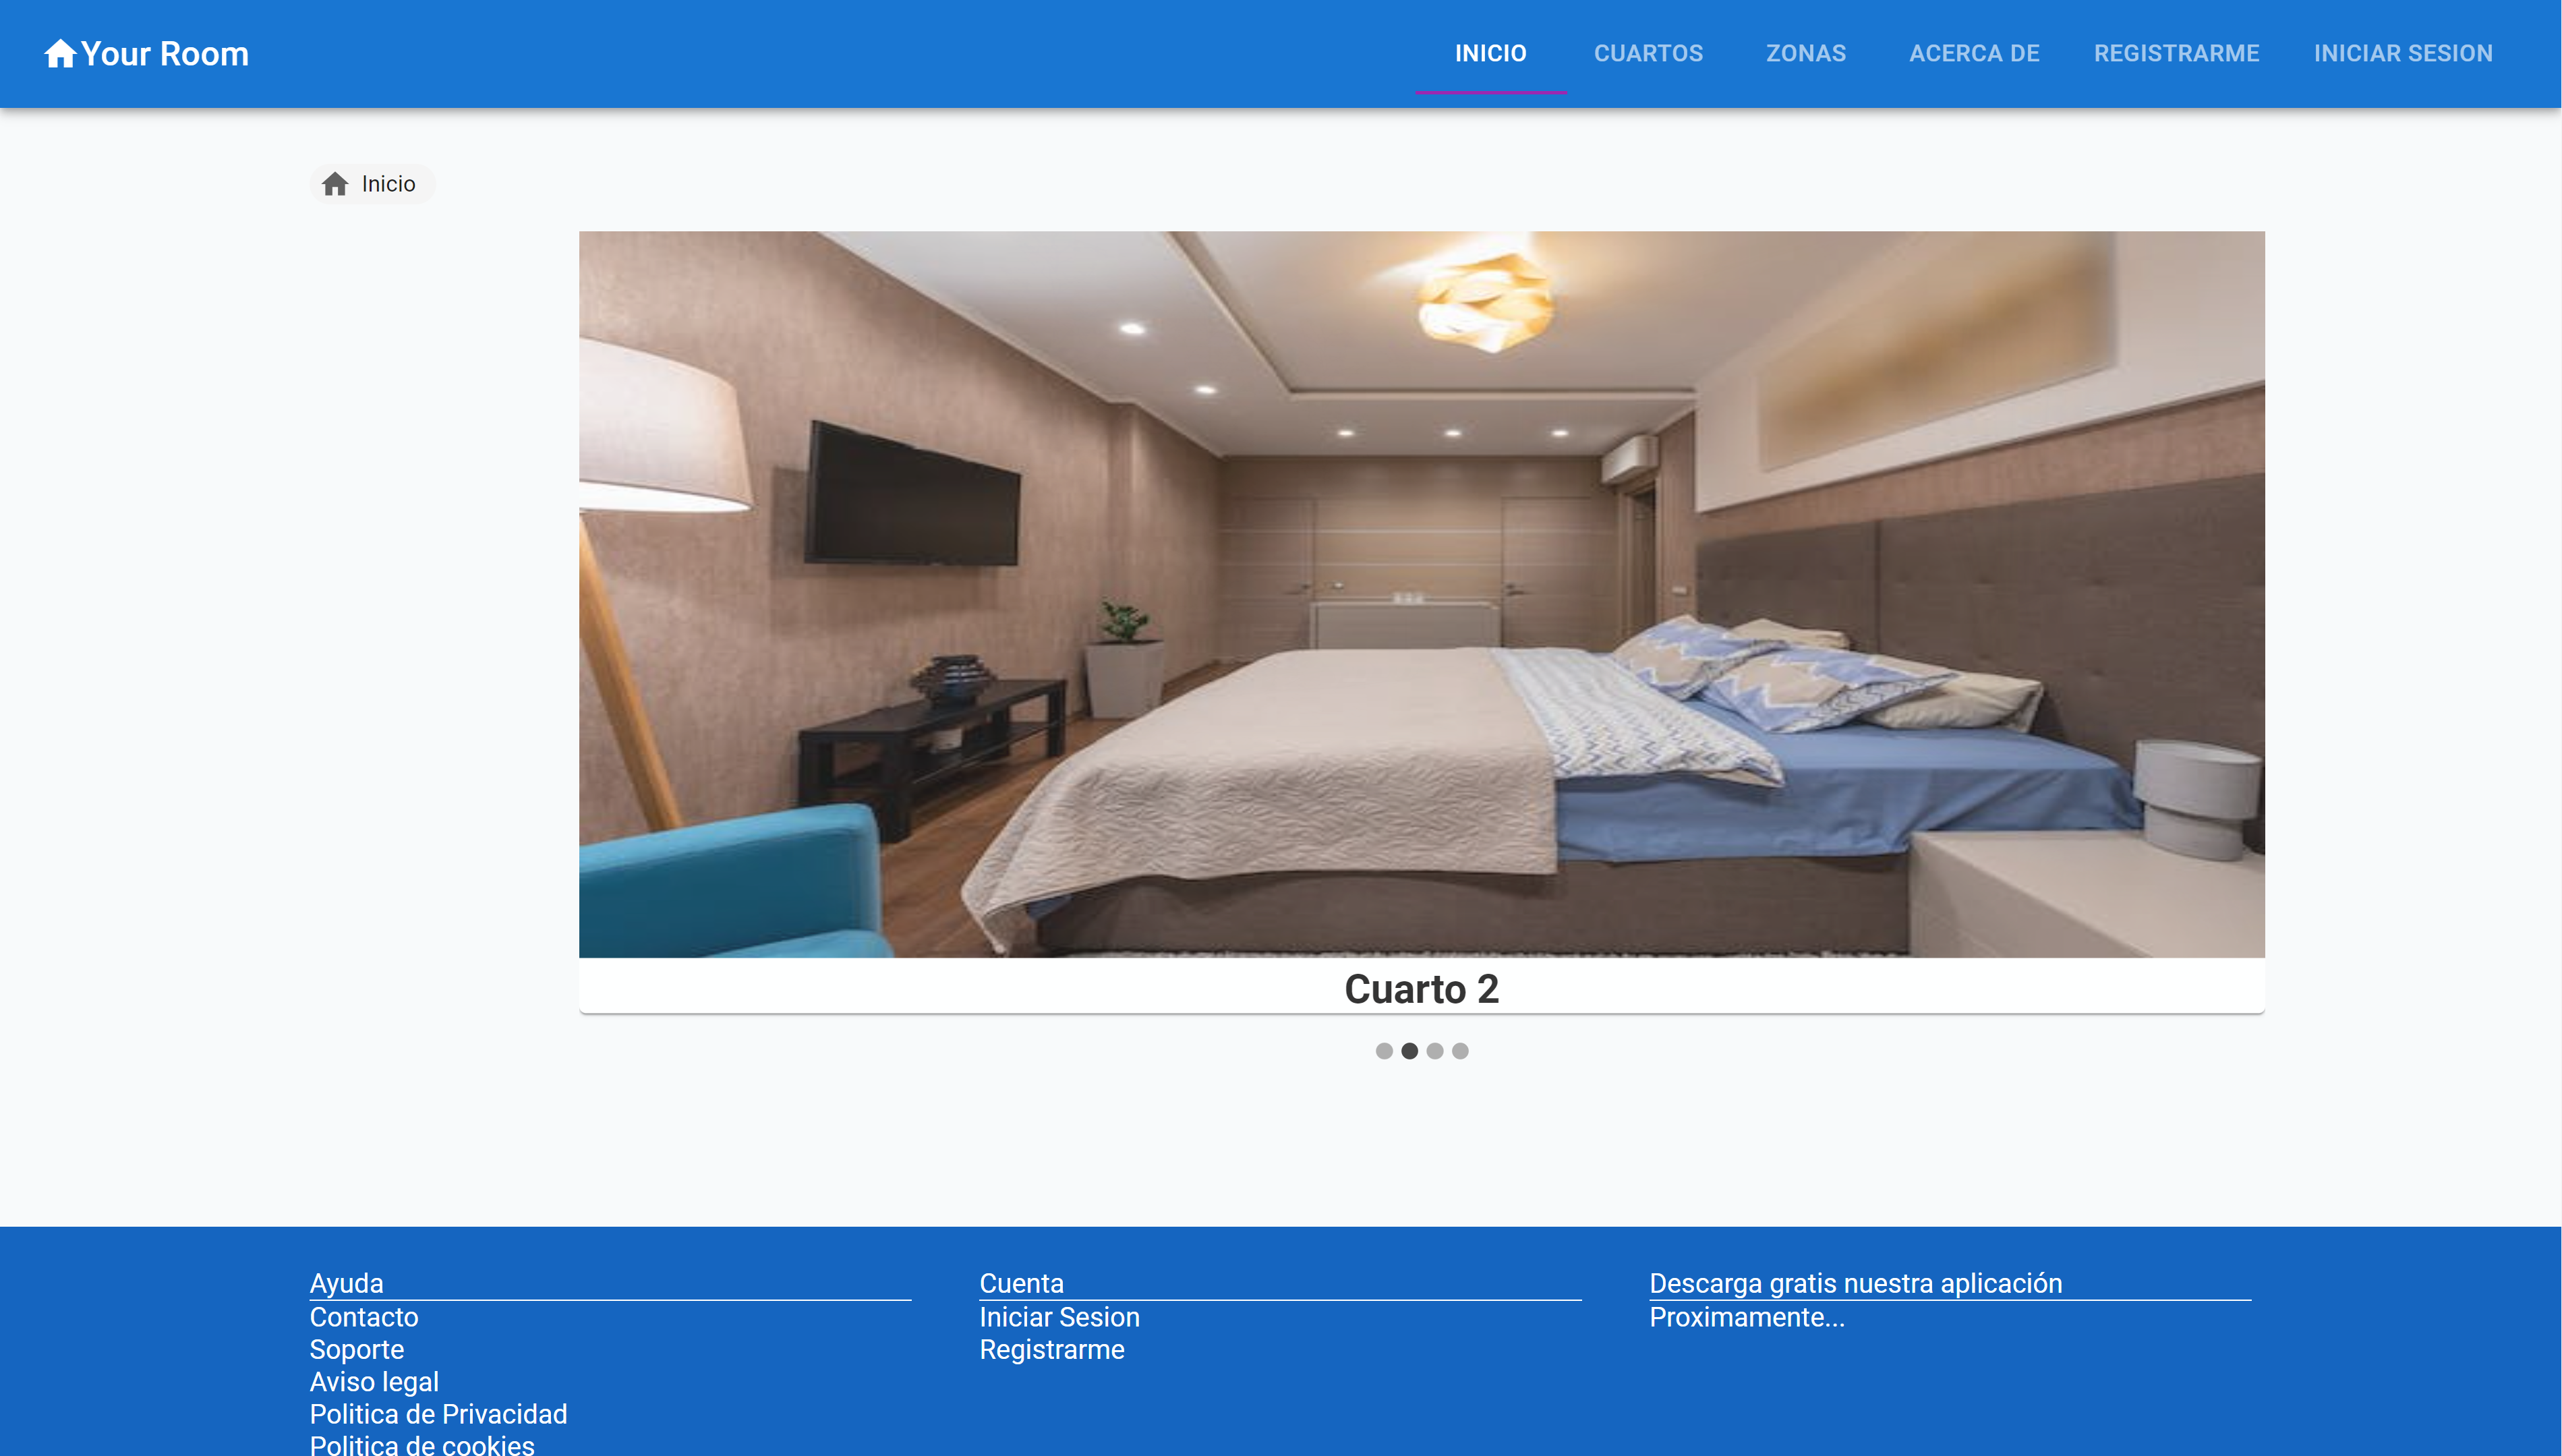 Your Room
INICIO CUARTOS ZONAS ACERCA DE REGISTRARME INICIAR SESION
Inicio
Cuarto 2
Ayuda
Contacto
Soporte
Aviso legal
Politica de Privacidad
Politica de cookies
Cuenta
Iniciar Sesion
Registrarme
Descarga gratis nuestra aplicación
Proximamente...